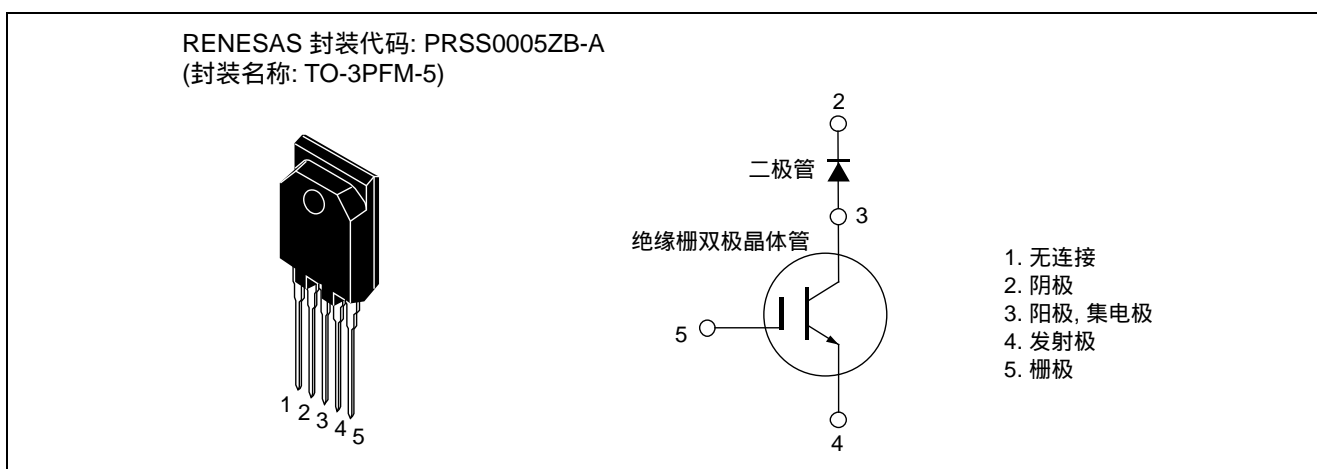 RENESAS 封装代码: PRSS0005ZB-A
(封装名称: TO-3PFM-5)
1
2
3
4
5
2
二极管
3
绝缘栅双极晶体管
5
4
1. 无连接
2. 阴极
3. 阳极, 集电极
4. 发射极
5. 栅极